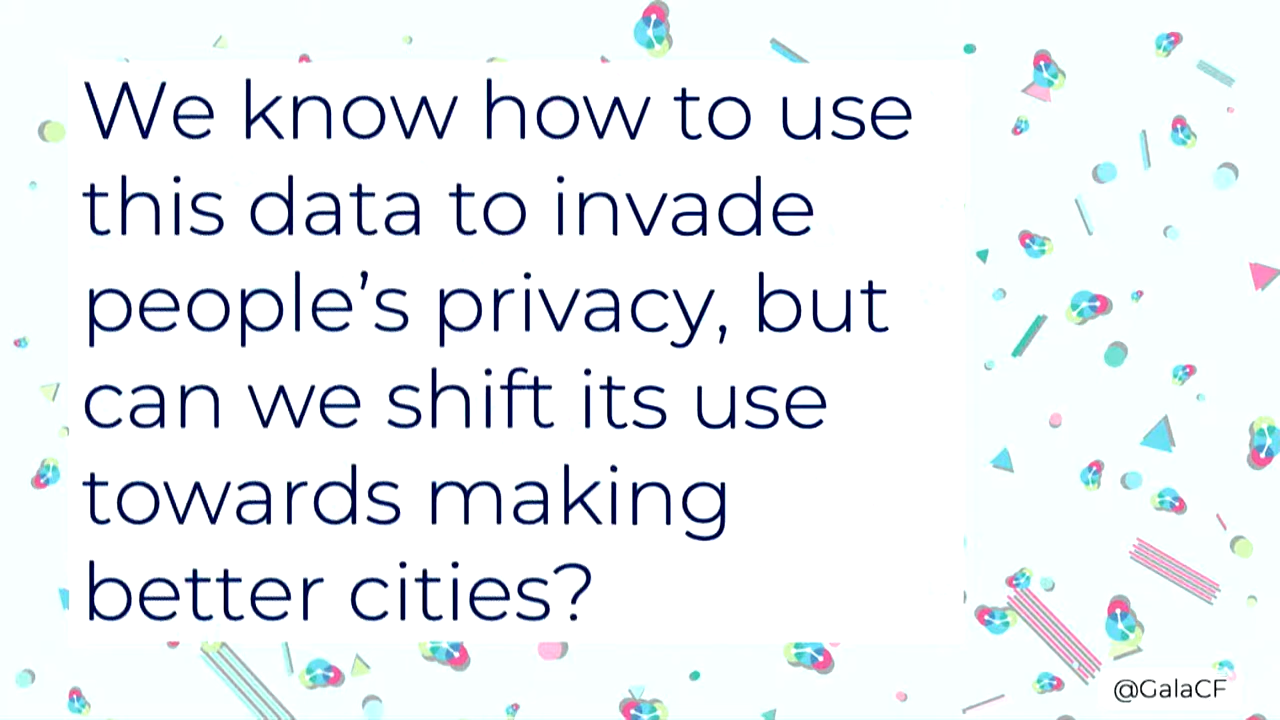 We know how to use
this data to invade
people’s privacy, but
can we shift its use
towards making
better cities?
@GalaCF